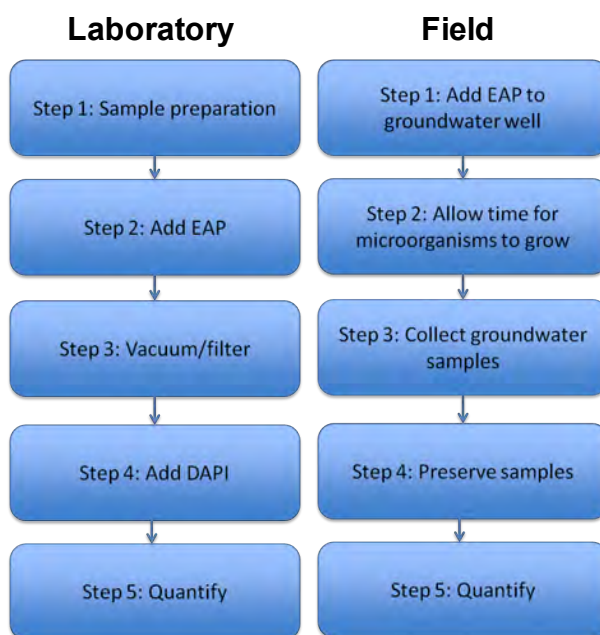 Laboratory
Step 1: Sample preparation
Step 2: Add EAP
Step 3: Vacuum/filter
Step 4: Add DAPI
Step 5: Quantify
Field
Step 1: Add EAP to
groundwater well
Step 2: Allow time for
microorganisms to grow
Step 3: Collect groundwater
samples
Step 4: Preserve samples
Step 5: Quantify